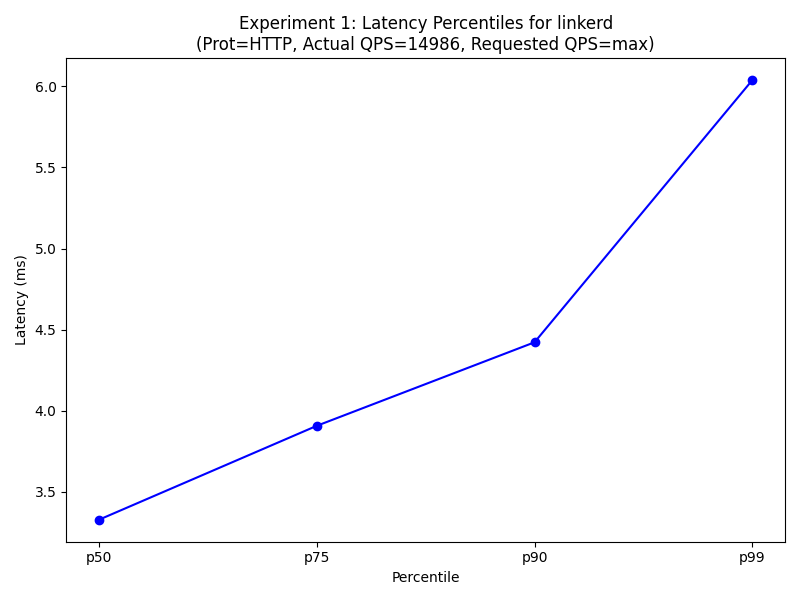 Experiment 1: Latency Percentiles for linkerd
(Prot=HTTP, Actual QPS=14986, Requested QPS=max)
6.0
5.5
5.0
4.5
4.0
3.5
Latency (ms)
p50 p75 p90 p99
Percentile